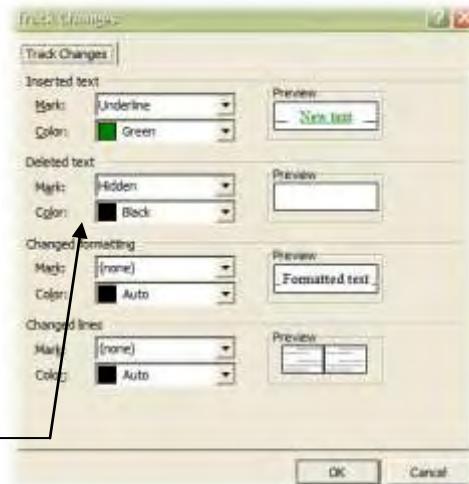 Track Changes
Track Changes
Inserted text
Mark: Underline
Color: Green
Preview
New text
Deleted text
Mark: Hidden
Color: Black
Preview
Changed formatting
Mark: (none)
Color: Auto
Preview
Formatted text
Changed lines
Mark: (none)
Color: Auto
Preview
OK Cancel